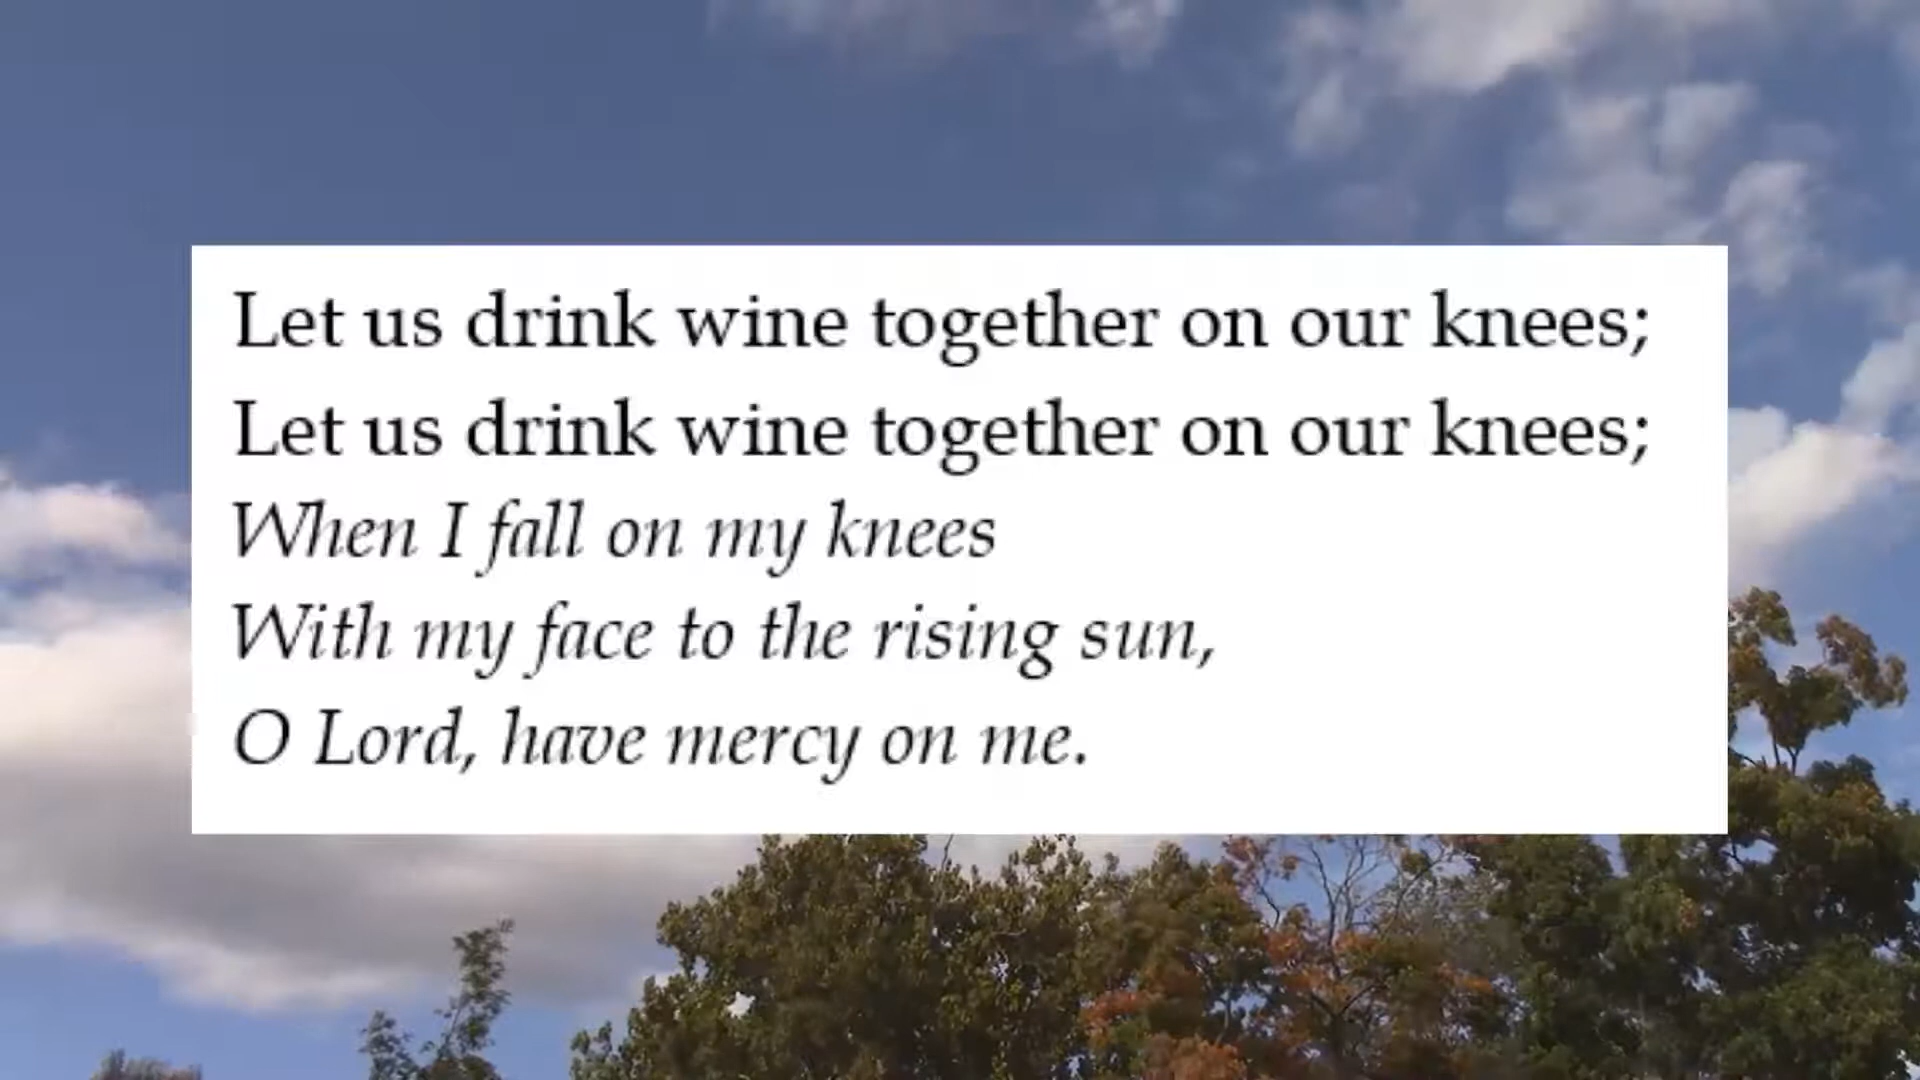 Let us drink wine together on our knees;
Let us drink wine together on our knees;
When I fall on my knees
With my face to the rising sun,
O Lord, have mercy on me.